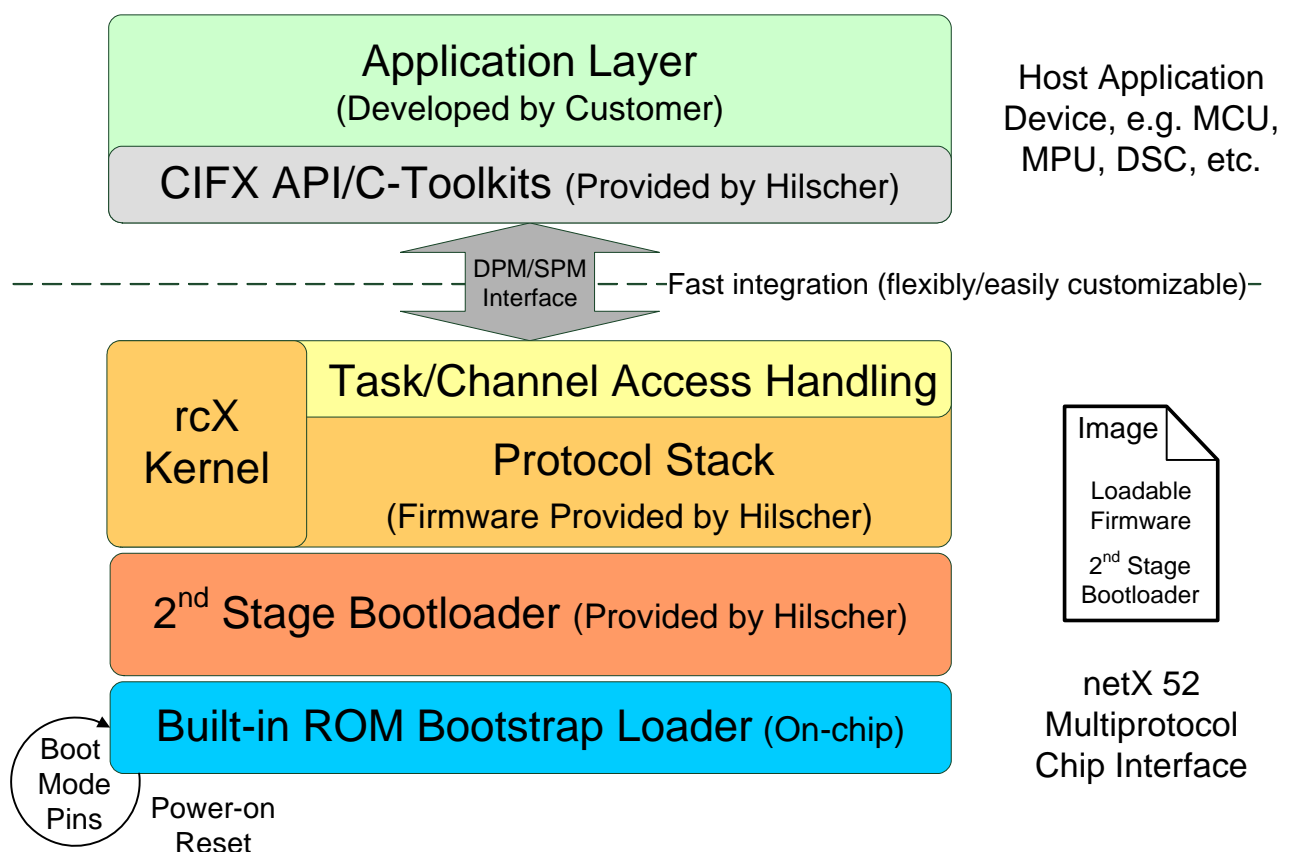 Application Layer
(Developed by Customer)
CIFX API/C-Toolkits (Provided by Hilscher)
Host Application
Device, e.g. MCU,
MPU, DSC, etc.
DPM/SPM
Interface
Fast integration (flexibly/easily customizable)
rcX
Kernel
Task/Channel Access Handling
Protocol Stack
(Firmware Provided by Hilscher)
2nd Stage Bootloader (Provided by Hilscher)
Built-in ROM Bootstrap Loader (On-chip)
Image
Loadable
Firmware
2nd Stage
Bootloader
netX 52
Multiprotocol
Chip Interface
Boot
Mode
Pins
Power-on
Reset